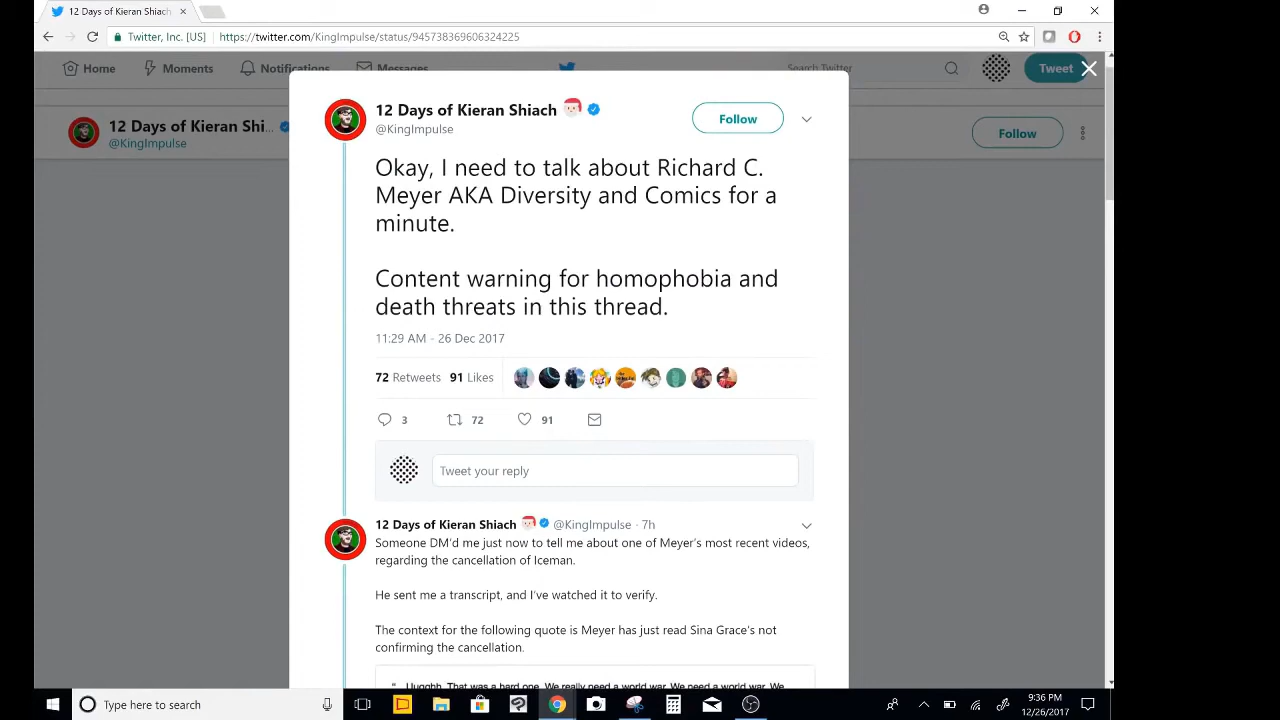 12 Days of Kieran Shiach
Twitter, Inc. [US]
https://twitter.com/KingImpulse/status/945738369606324225
Home
Moments
Notifications
Messages
Search Twitter
Tweet
12 Days of Kieran Shi...
@KingImpulse
Follow
12 Days of Kieran Shiach
@KingImpulse
Follow
Okay, I need to talk about Richard C.
Meyer AKA Diversity and Comics for a
minute.
Content warning for homophobia and
death threats in this thread.
11:29 AM - 26 Dec 2017
72 Retweets 91 Likes
3 72 91
Tweet your reply
12 Days of Kieran Shiach @KingImpulse · 7h
Someone DM'd me just now to tell me about one of Meyer's most recent videos,
regarding the cancellation of Iceman.
He sent me a transcript, and I've watched it to verify.
The context for the following quote is Meyer has just read Sina Grace's not
confirming the cancellation.
"...Uugghh. That was a hard one. We really need a world war. We need a world war. We
Type here to search
9:36 PM
12/26/2017